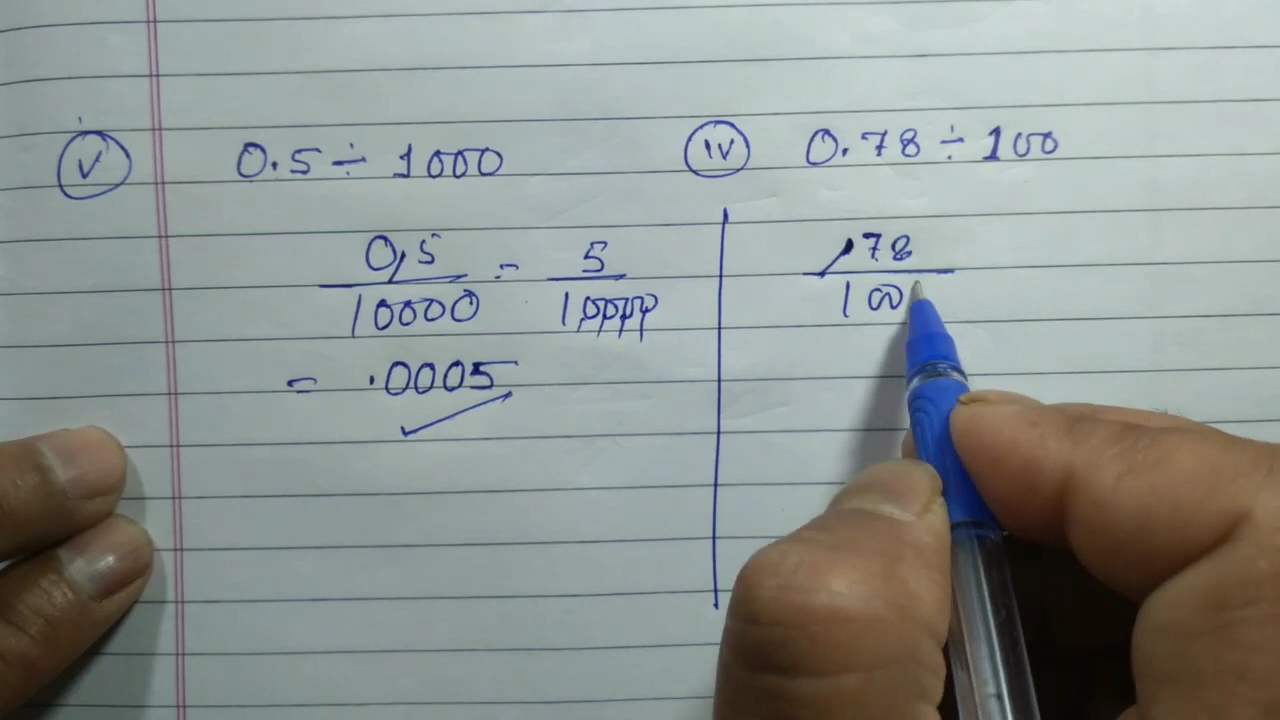 V 0.5 ÷ 1000
0,5 / 10000 = 5 / 10000
= .0005
iv 0.78 ÷ 100
.78 / 100